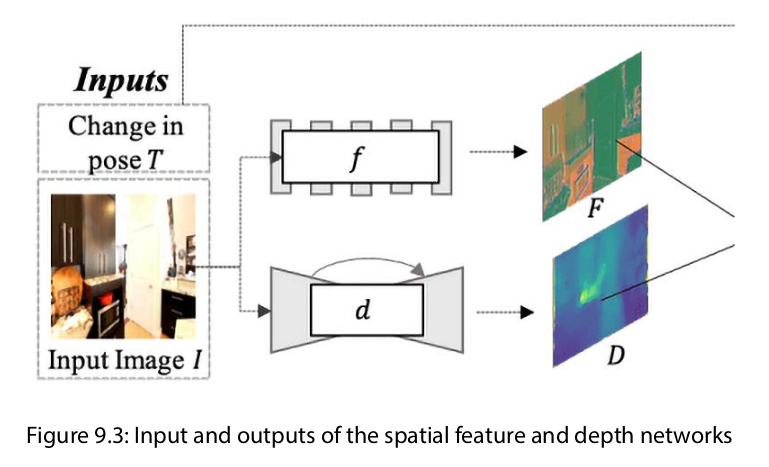 Inputs
Change in
pose T
f
F
d
Input Image I
D
Figure 9.3: Input and outputs of the spatial feature and depth networks